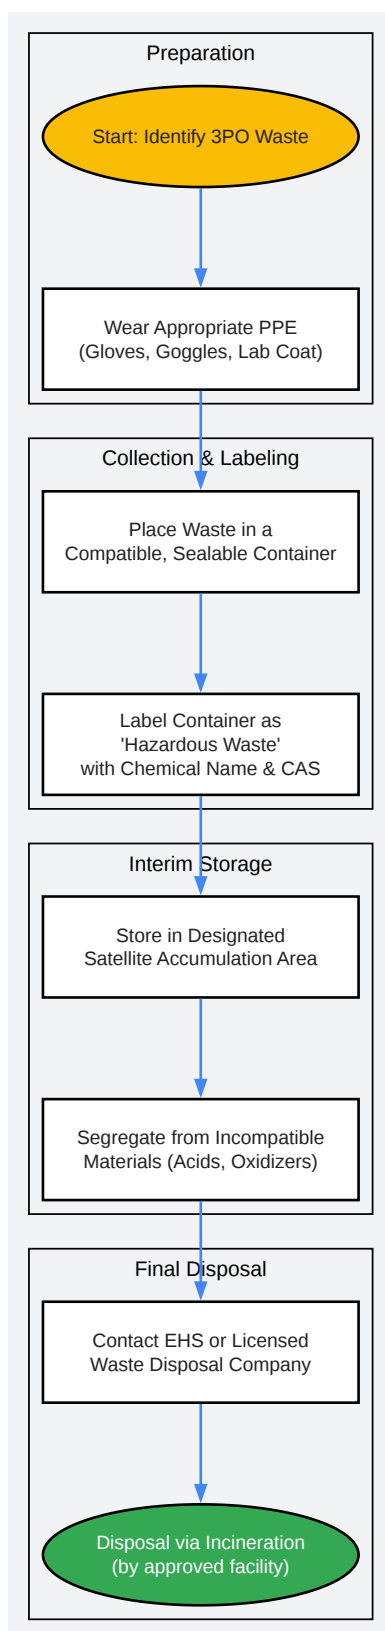 Preparation
Start: Identify 3PO Waste
Wear Appropriate PPE
(Gloves, Goggles, Lab Coat)
Collection & Labeling
Place Waste in a
Compatible, Sealable Container
Label Container as
'Hazardous Waste'
with Chemical Name & CAS
Interim Storage
Store in Designated
Satellite Accumulation Area
Segregate from Incompatible
Materials (Acids, Oxidizers)
Final Disposal
Contact EHS or Licensed
Waste Disposal Company
Disposal via Incineration
(by approved facility)